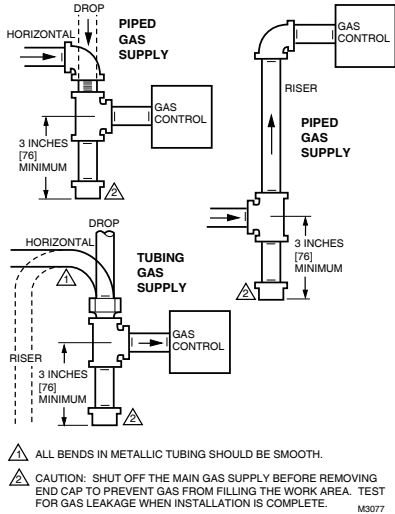 DROP
HORIZONTAL
PIPED
GAS
SUPPLY
GAS
CONTROL
3 INCHES
[76]
MINIMUM
2
GAS
CONTROL
RISER
PIPED
GAS
SUPPLY
3 INCHES
[76]
MINIMUM
2
DROP
HORIZONTAL
TUBING
GAS
SUPPLY
1
GAS
CONTROL
RISER
3 INCHES
[76]
MINIMUM
2
1 ALL BENDS IN METALLIC TUBING SHOULD BE SMOOTH.
2 CAUTION: SHUT OFF THE MAIN GAS SUPPLY BEFORE REMOVING
END CAP TO PREVENT GAS FROM FILLING THE WORK AREA. TEST
FOR GAS LEAKAGE WHEN INSTALLATION IS COMPLETE.
M3077